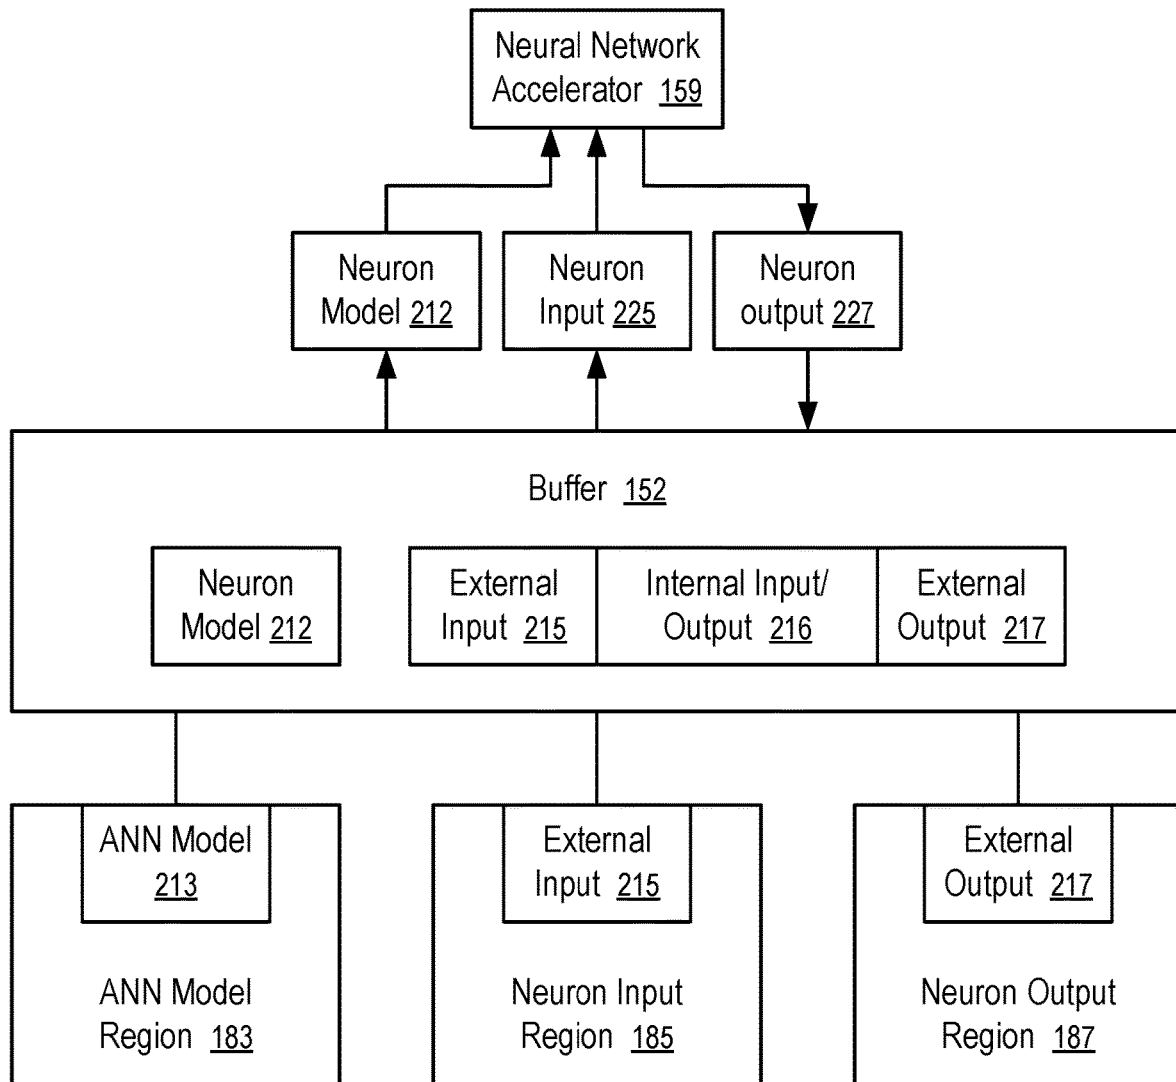 Neural Network
Accelerator 159
Neuron
Model 212
Neuron
Input 225
Neuron
output 227
Buffer 152
Neuron
Model 212
External
Input 215
Internal Input/
Output 216
External
Output 217
ANN Model
213
ANN Model
Region 183
External
Input 215
Neuron Input
Region 185
External
Output 217
Neuron Output
Region 187